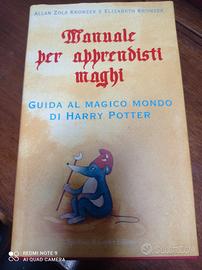 ALLAN ZOLA KRONZEK E ELIZABETH KRONZEK
Manuale
per apprendisti
maghi
GUIDA AL MAGICO MONDO
DI HARRY POTTER
REDMI NOTE 9
AI QUAD CAMERA
subito